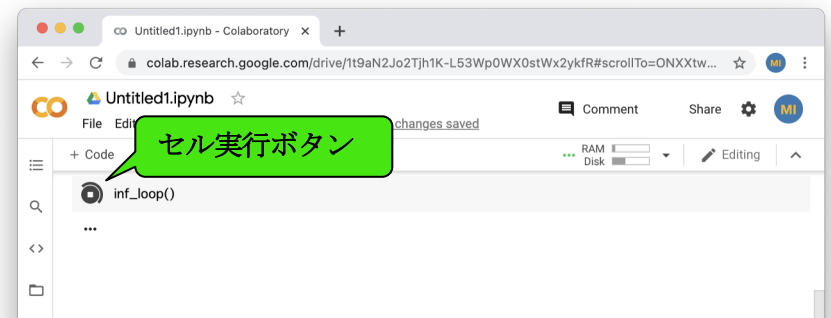 Untitled1.ipynb - Colaboratory
colab.research.google.com/drive/1t9aN2Jo2Tjh1K-L53Wp0WX0stWx2ykfR#scrollTo=ONXXtw...
MI
Untitled1.ipynb
Comment
Share
MI
File Edi
changes saved
セル実行ボタン
+ Code
RAM
Disk
Editing
inf_loop()
...